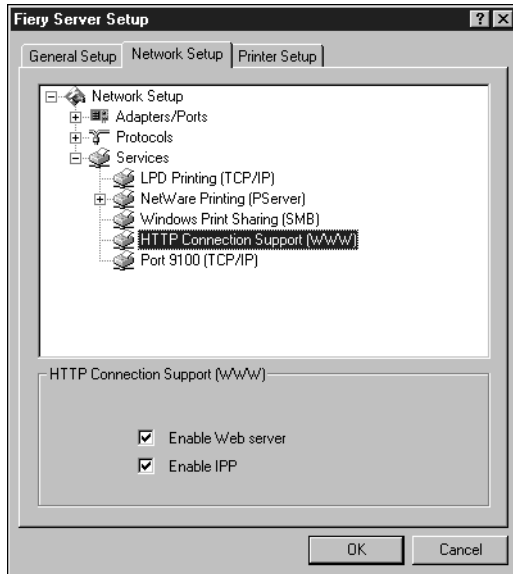 Fiery Server Setup
General Setup Network Setup Printer Setup
Network Setup
Adapters/Ports
Protocols
Services
LPD Printing (TCP/IP)
NetWare Printing (PServer)
Windows Print Sharing (SMB)
HTTP Connection Support (WWW)
Port 9100 (TCP/IP)
HTTP Connection Support (WWW)
Enable Web server
Enable IPP
OK Cancel